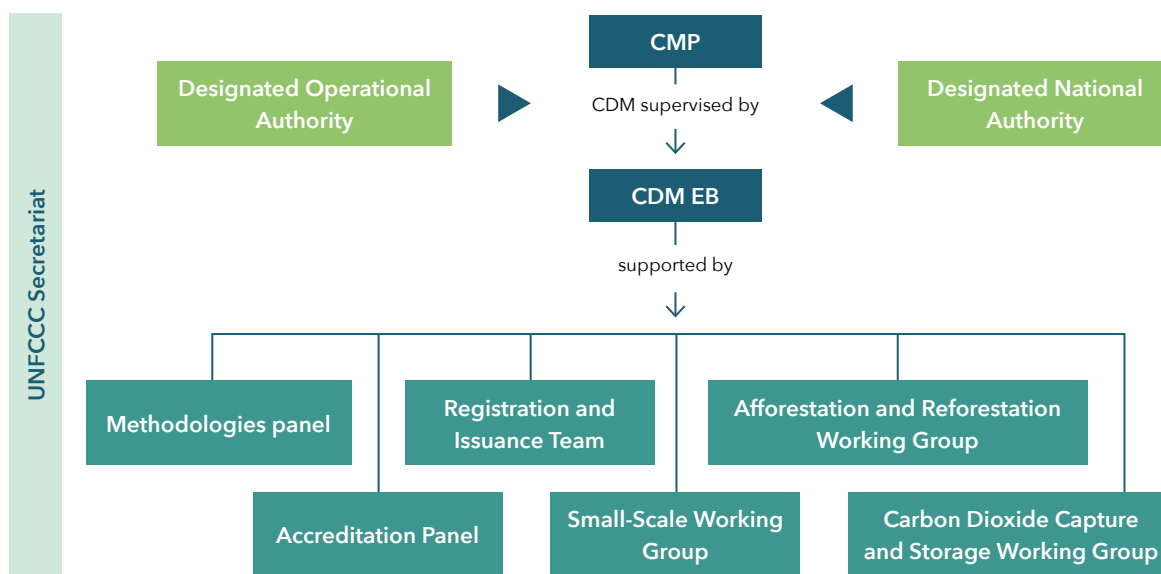 UNFCCC Secretariat
CMP
Designated Operational
Authority
CDM supervised by
Designated National
Authority
CDM EB
supported by
Methodologies panel
Registration and
Issuance Team
Afforestation and Reforestation
Working Group
Accreditation Panel
Small-Scale Working
Group
Carbon Dioxide Capture
and Storage Working Group